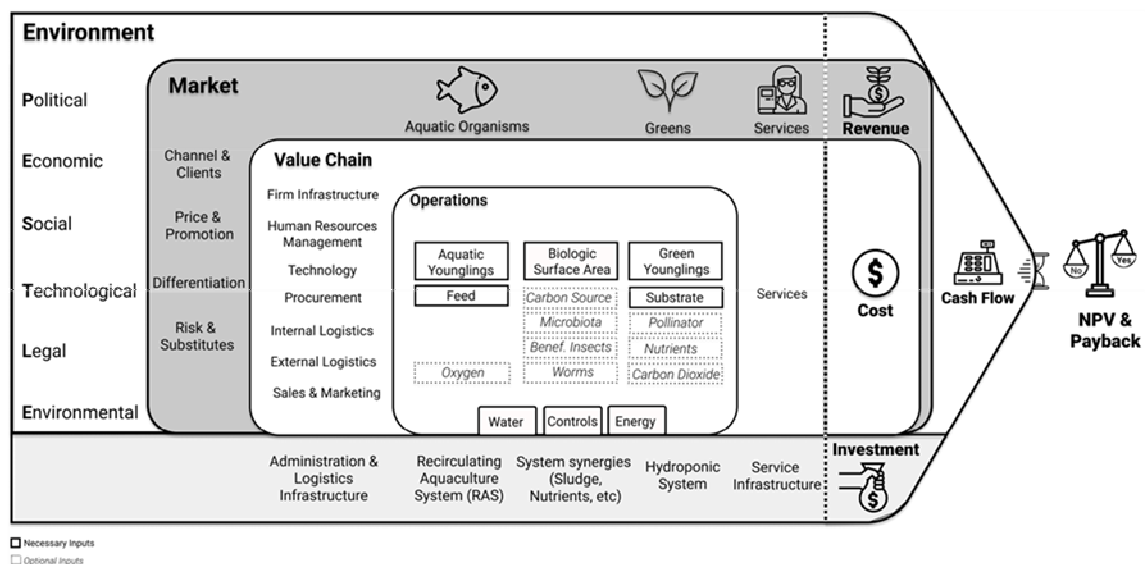 Environment
Political
Economic
Social
Technological
Legal
Environmental
Market
Aquatic Organisms
Greens
Services
Revenue
Channel &
Clients
Price &
Promotion
Differentiation
Risk &
Substitutes
Value Chain
Firm Infrastructure
Human Resources
Management
Technology
Procurement
Internal Logistics
External Logistics
Sales & Marketing
Operations
Aquatic
Younglings
Feed
Oxygen
Biologic
Surface Area
Carbon Source
Microbiota
Benef. Insects
Worms
Green
Younglings
Substrate
Pollinator
Nutrients
Carbon Dioxide
Water
Controls
Energy
Services
$
Cost
Cash Flow
No
Yes
NPV &
Payback
Administration &
Logistics
Infrastructure
Recirculating
Aquaculture
System (RAS)
System synergies
(Sludge,
Nutrients, etc)
Hydroponic
System
Service
Infrastructure
Investment
$
Necessary Inputs
Optional Inputs